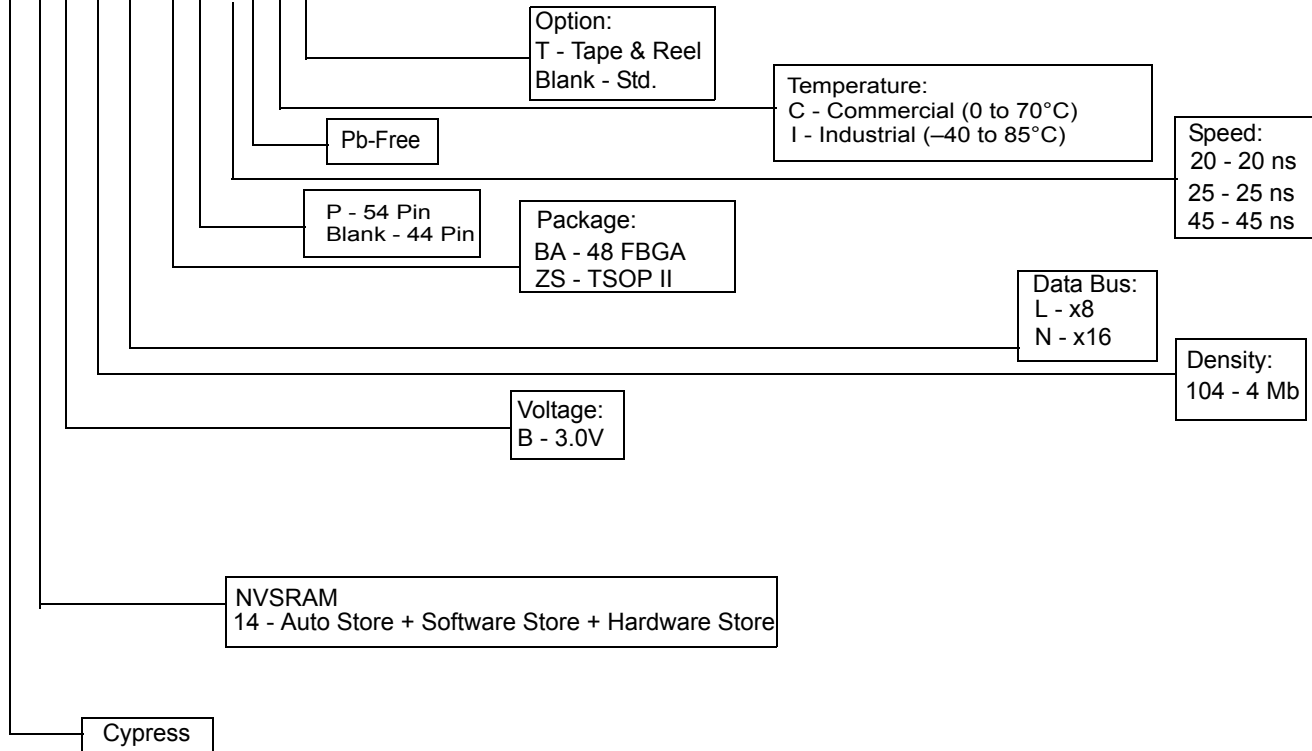 Option:
T - Tape & Reel
Blank - Std.
Temperature:
C - Commercial (0 to 70°C)
I - Industrial (–40 to 85°C)
Pb-Free
Speed:
20 - 20 ns
25 - 25 ns
45 - 45 ns
P - 54 Pin
Blank - 44 Pin
Package:
BA - 48 FBGA
ZS - TSOP II
Data Bus:
L - x8
N - x16
Density:
104 - 4 Mb
Voltage:
B - 3.0V
NVSRAM
14 - Auto Store + Software Store + Hardware Store
Cypress